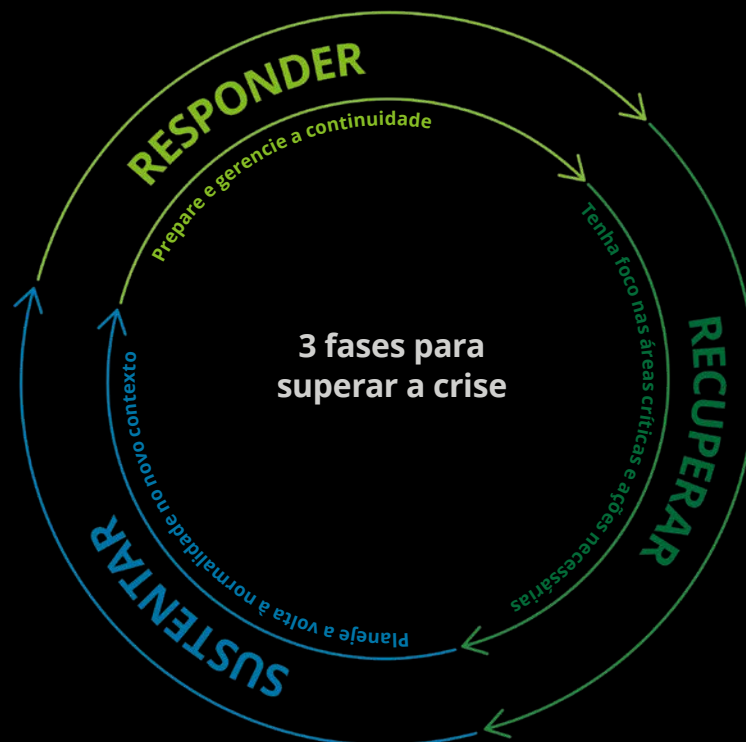 3 fases para
superar a crise
RESPONDER
Prepare e gerencie a continuidade
RECUPERAR
Tenha foco nas áreas críticas e ações necessárias
SUSTENTAR
Planeje a volta à normalidade no novo contexto